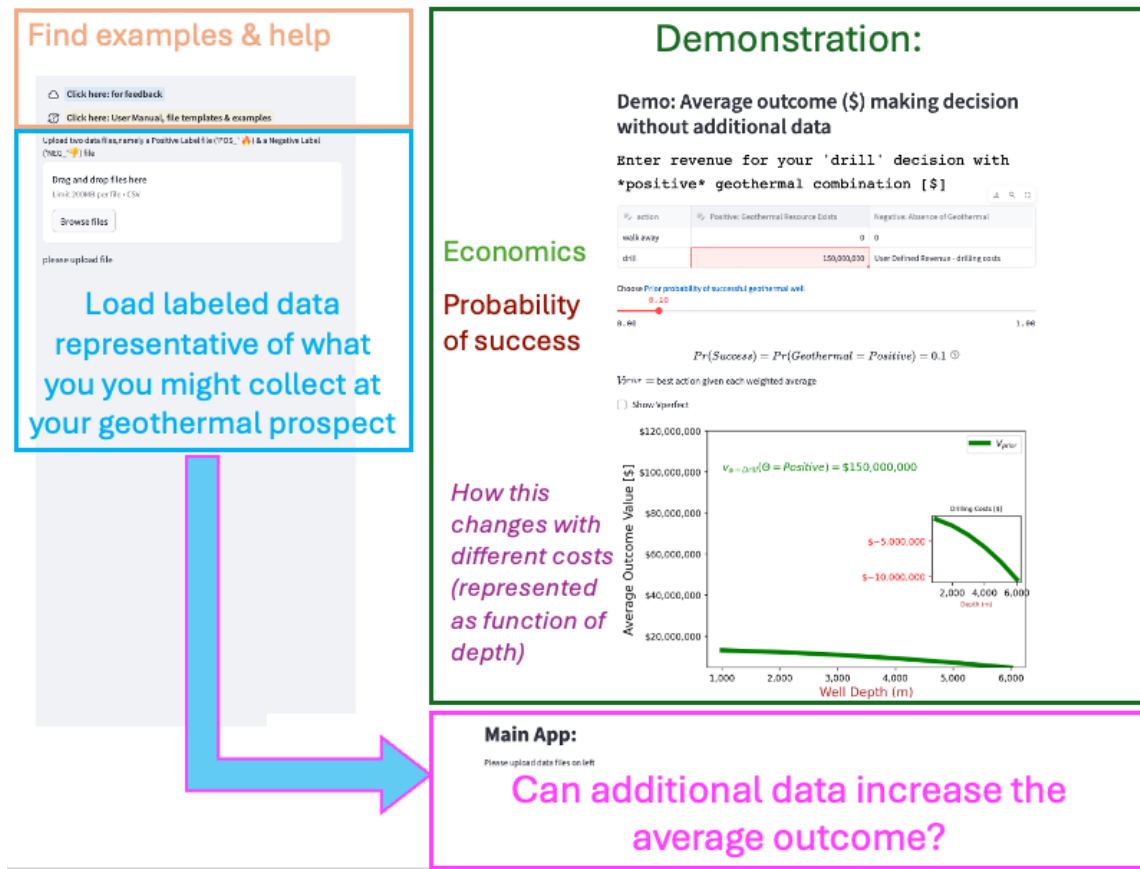 Find examples & help
Click here: for feedback
Click here: User Manual, file templates & examples
Upload two data files,namely a Positive Label file ("POS_" 🔥) & a Negative Label
("NEG_"👎) file
Drag and drop files here
Limit 200MB per file • CSV
Browse files
please upload file
Load labeled data
representative of what
you you might collect at
your geothermal prospect
Demonstration:
Demo: Average outcome ($) making decision
without additional data
Enter revenue for your 'drill' decision with
*positive* geothermal combination [$]
action Positive: Geothermal Resource Exists Negative: Absence of Geothermal
walk away 0 0
drill 150,000,000 User Defined Revenue - drilling costs
Economics
Probability
of success
Choose Prior probability of successful geothermal well
0.10
0.00 1.00
Pr(Success) = Pr(Geothermal = Positive) = 0.1
Vprior = best action given each weighted average
Show Vperfect
How this
changes with
different costs
(represented
as function of
depth)
Average Outcome Value [$]
$120,000,000
$100,000,000
$80,000,000
$60,000,000
$40,000,000
$20,000,000
Vprior
va=Drill(Θ = Positive) = $150,000,000
Drilling Costs [$]
$−5,000,000
$−10,000,000
2,000 4,000 6,000
Depth (m)
1,000 2,000 3,000 4,000 5,000 6,000
Well Depth (m)
Main App:
Please upload data files on left
Can additional data increase the
average outcome?